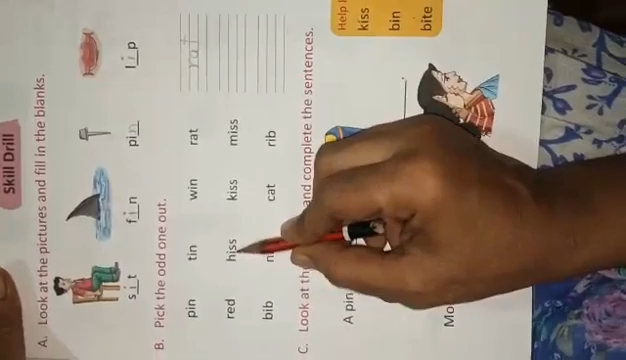 Skill Drill
A. Look at the pictures and fill in the blanks.
s i t f i n pin l i p
B. Pick the odd one out.
pin tin win rat rat
red hiss kiss miss
bib cat rib
C. Look at and complete the sentences.
Help
kiss
bin
bite
A pin
Mo